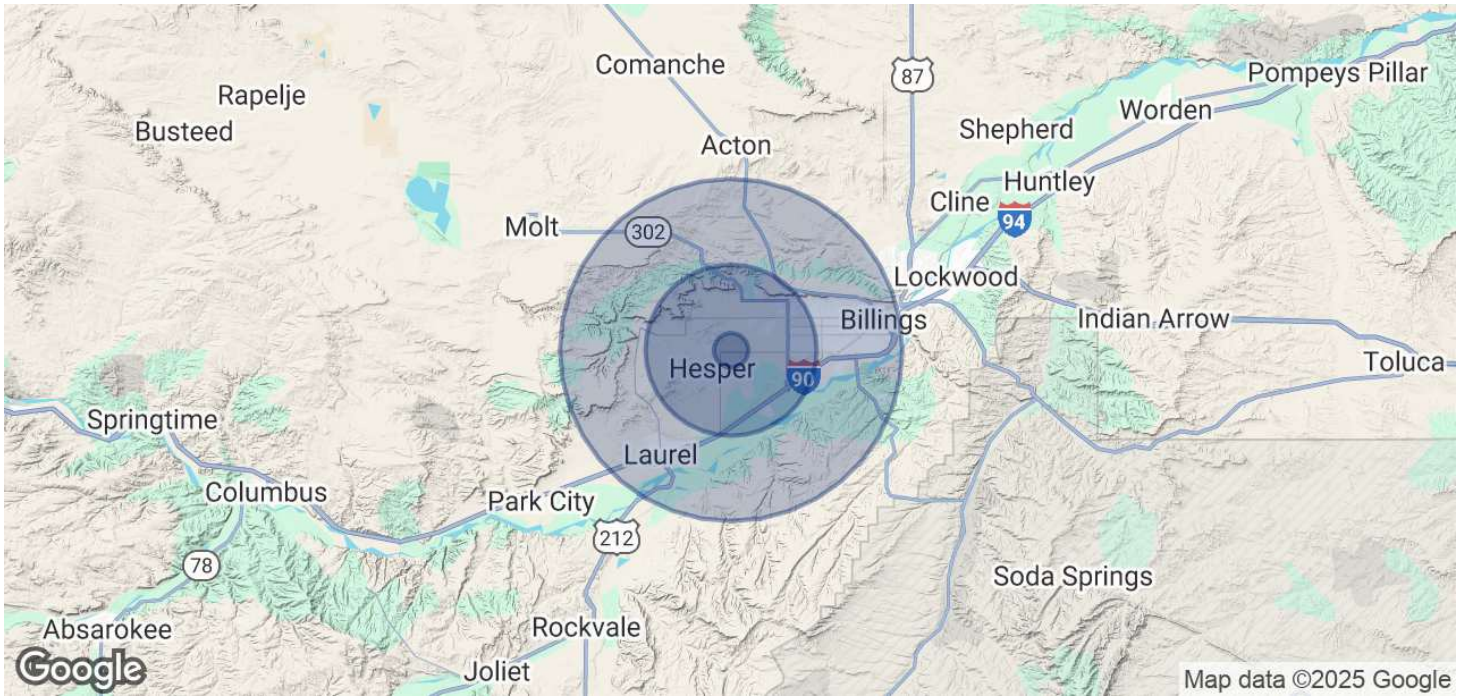 Comanche
87
Pompeys Pillar
Rapelje
Worden
Busteed
Shepherd
Acton
Huntley
Cline
94
Molt
302
Lockwood
Billings
Indian Arrow
Hesper
90
Toluca
Springtime
Laurel
Columbus
Park City
212
78
Soda Springs
Absarokee
Rockvale
Joliet
Google
Map data ©2025 Google